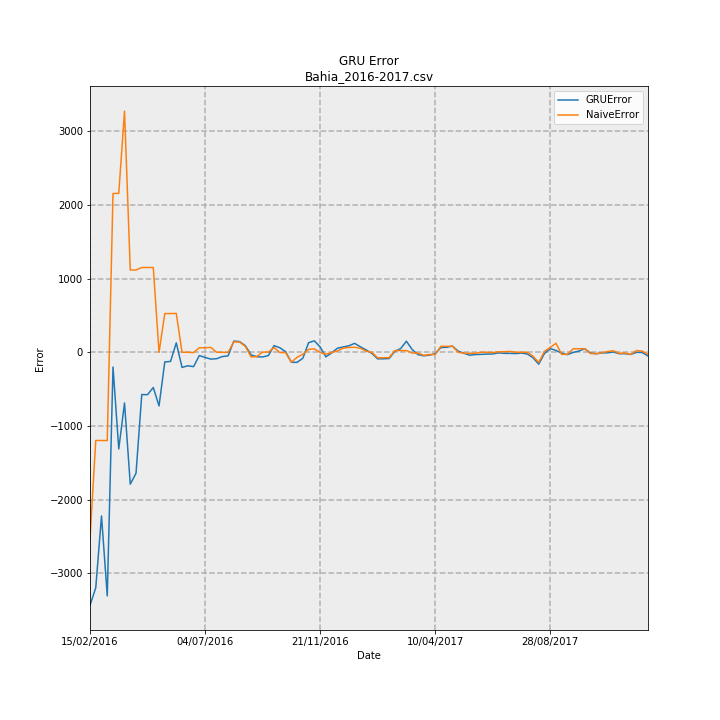 GRU Error
Bahia_2016-2017.csv
GRUError
NaiveError
Error
3000
2000
1000
0
−1000
−2000
−3000
15/02/2016
04/07/2016
21/11/2016
10/04/2017
28/08/2017
Date